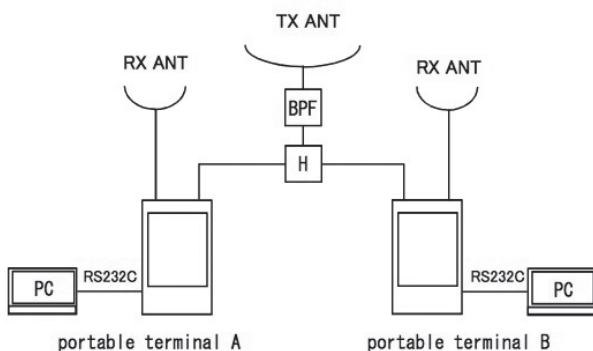 TX ANT
RX ANT
RX ANT
BPF
H
PC
RS232C
RS232C
PC
portable terminal A
portable terminal B